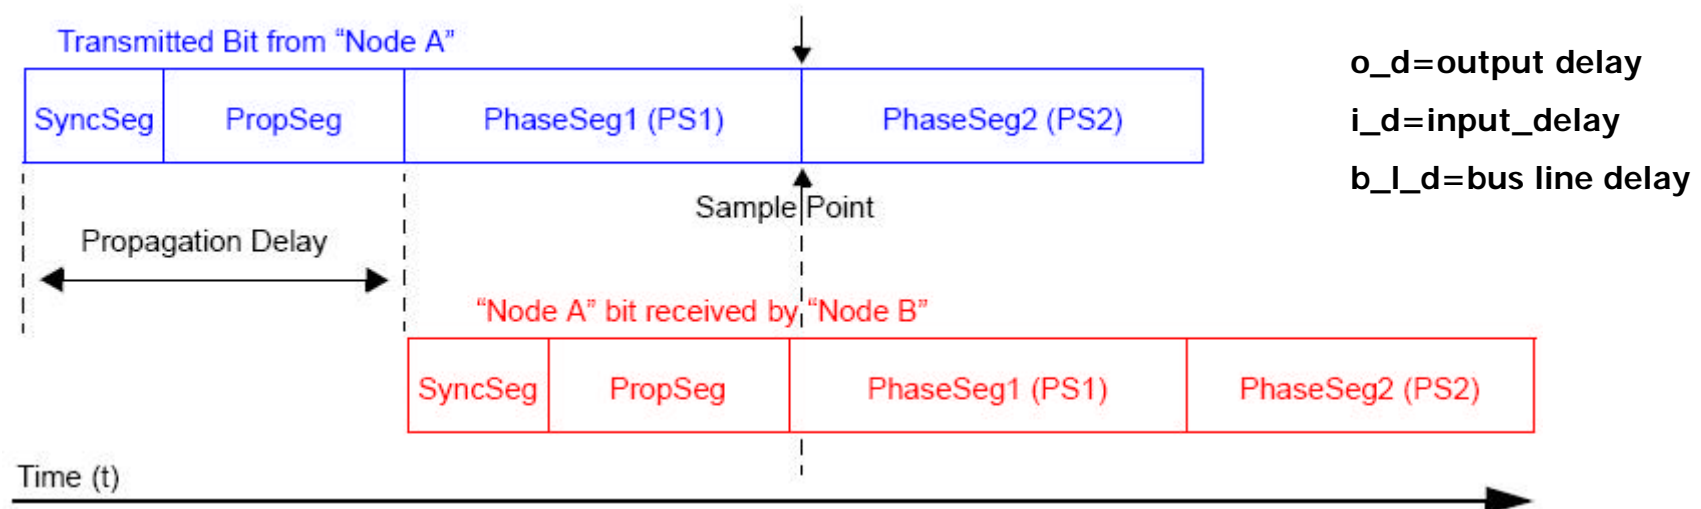 Transmitted Bit from “Node A”
SyncSeg PropSeg PhaseSeg1 (PS1) PhaseSeg2 (PS2)
o_d=output delay
i_d=input_delay
b_l_d=bus line delay
Sample Point
Propagation Delay
“Node A” bit received by “Node B”
SyncSeg PropSeg PhaseSeg1 (PS1) PhaseSeg2 (PS2)
Time (t)